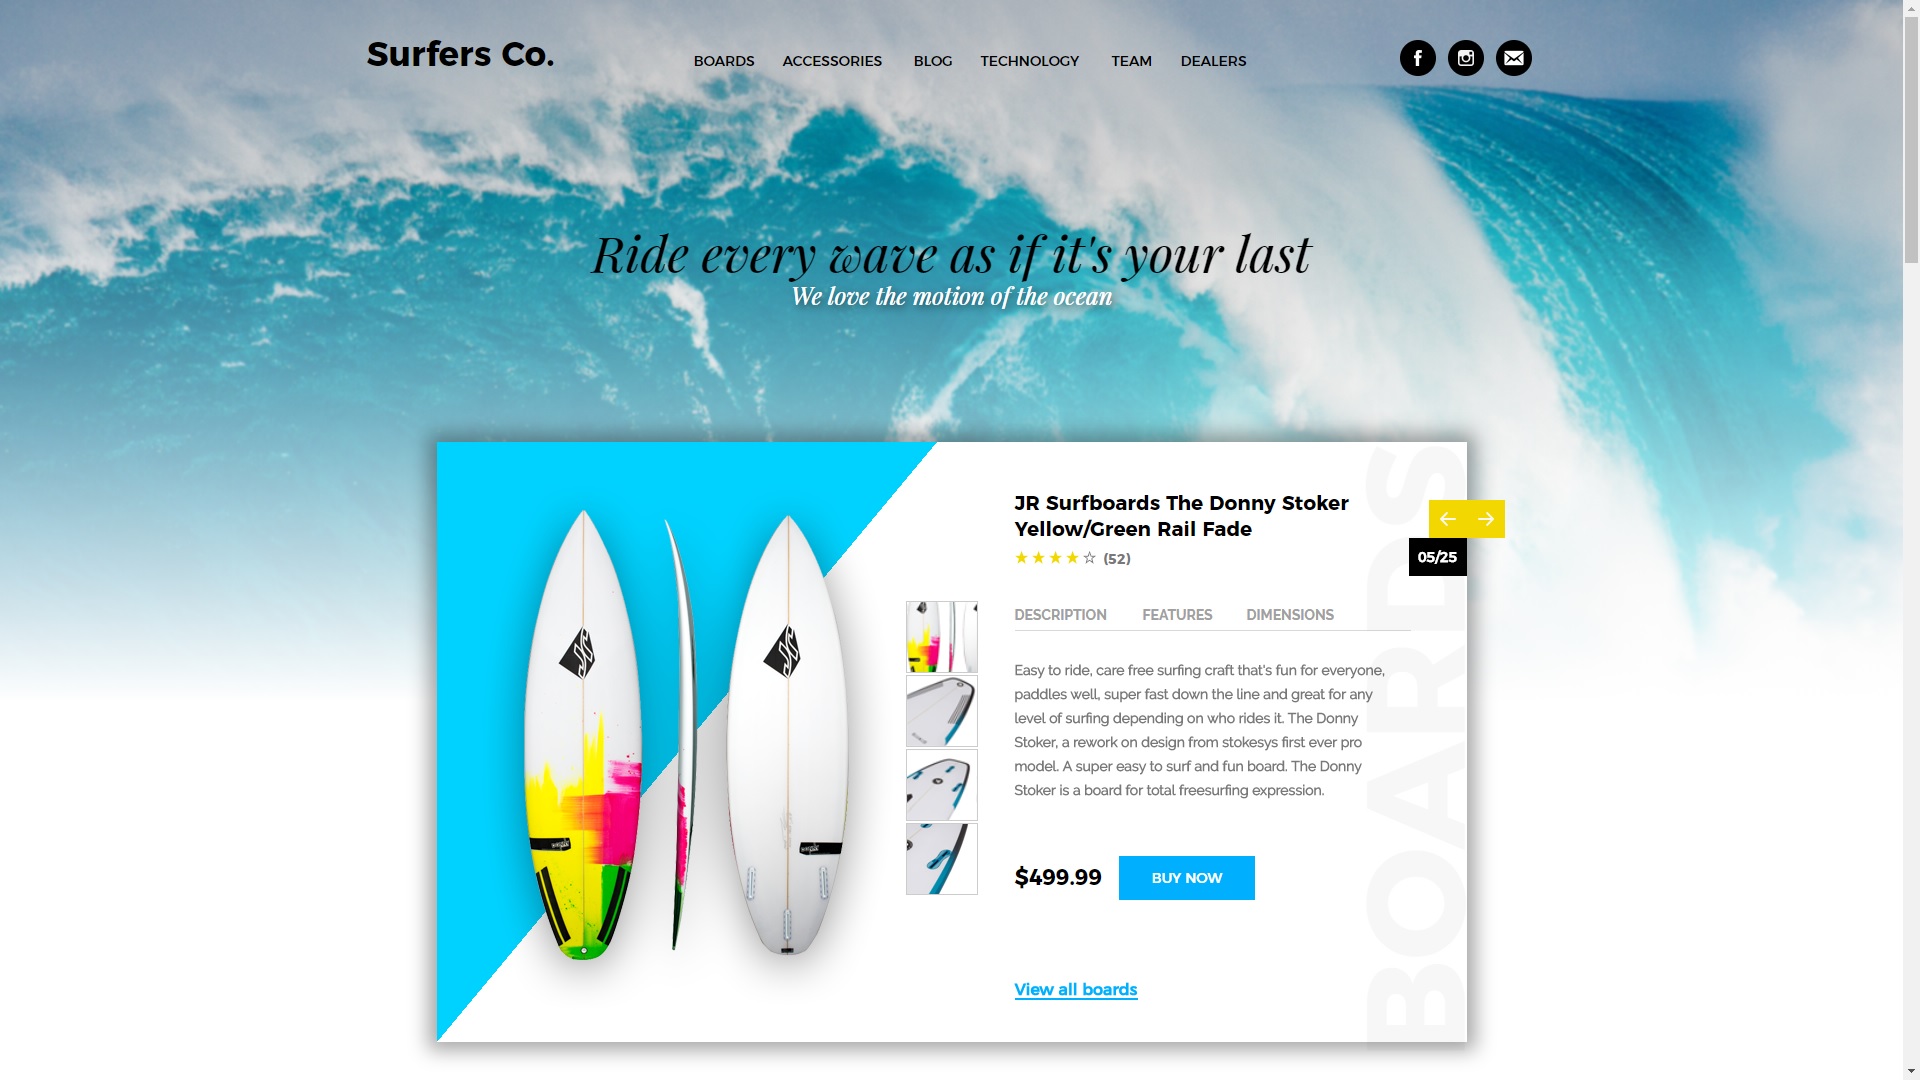 Surfers Co.
BOARDS ACCESSORIES BLOG TECHNOLOGY TEAM DEALERS
Ride every wave as if it's your last
We love the motion of the ocean
JR Surfboards The Donny Stoker
Yellow/Green Rail Fade
(52)
05/25
DESCRIPTION FEATURES DIMENSIONS
Easy to ride, care free surfing craft that's fun for everyone,
paddles well, super fast down the line and great for any
level of surfing depending on who rides it. The Donny
Stoker, a rework on design from stokesys first ever pro
model. A super easy to surf and fun board. The Donny
Stoker is a board for total freesurfing expression.
$499.99 BUY NOW
View all boards
BOARDS